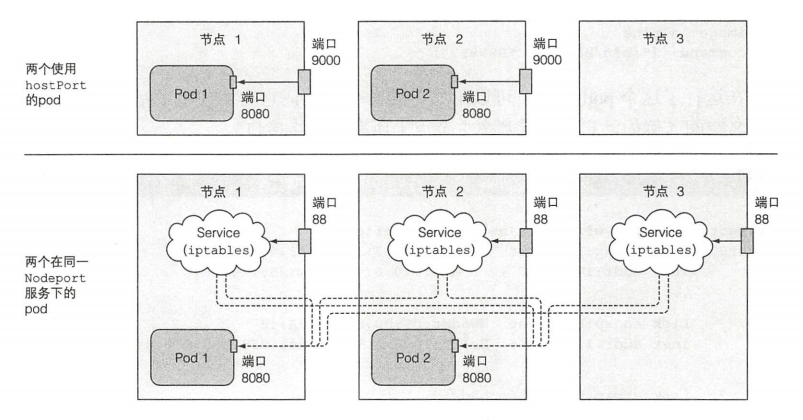 两个使用
hostPort
的pod
节点 1
端口
9000
Pod 1
端口
8080
节点 2
端口
9000
Pod 2
端口
8080
节点 3
两个在同一
Nodeport
服务下的
pod
节点 1
端口
88
Service
(iptables)
Pod 1
端口
8080
节点 2
端口
88
Service
(iptables)
Pod 2
端口
8080
节点 3
端口
88
Service
(iptables)